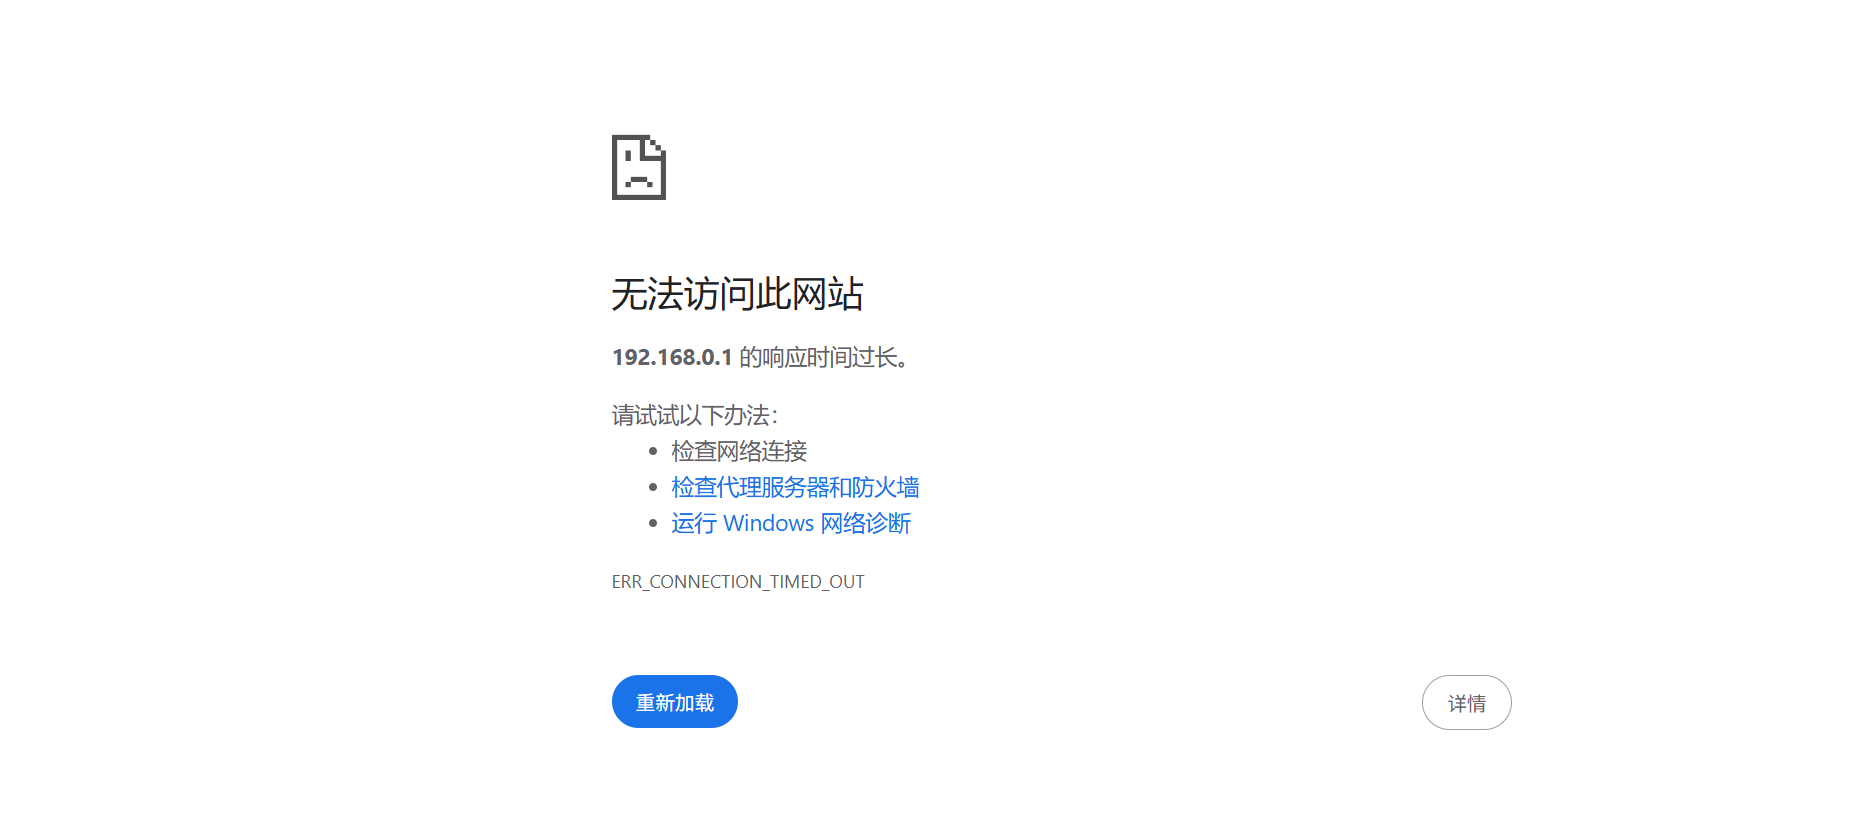 无法访问此网站
192.168.0.1 的响应时间过长。
请试试以下办法：
检查网络连接
检查代理服务器和防火墙
运行 Windows 网络诊断
ERR_CONNECTION_TIMED_OUT
重新加载
详情